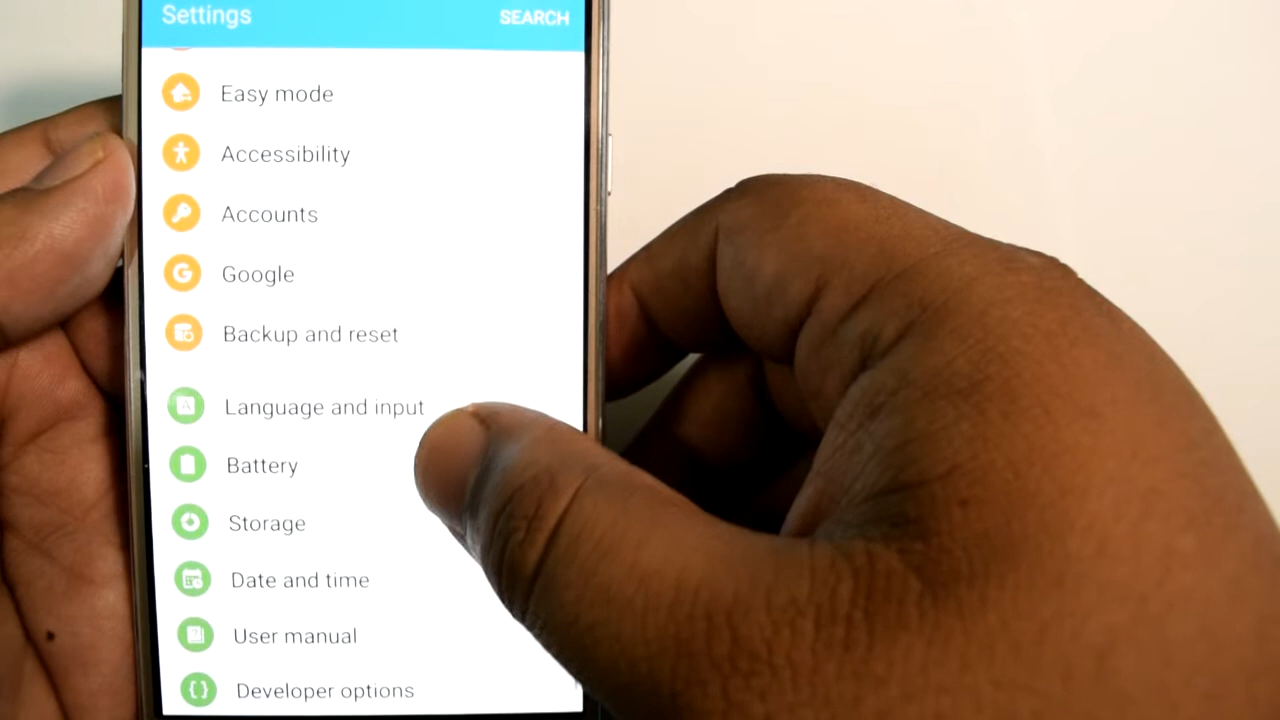 Settings SEARCH
Easy mode
Accessibility
Accounts
Google
Backup and reset
Language and input
Battery
Storage
Date and time
User manual
Developer options